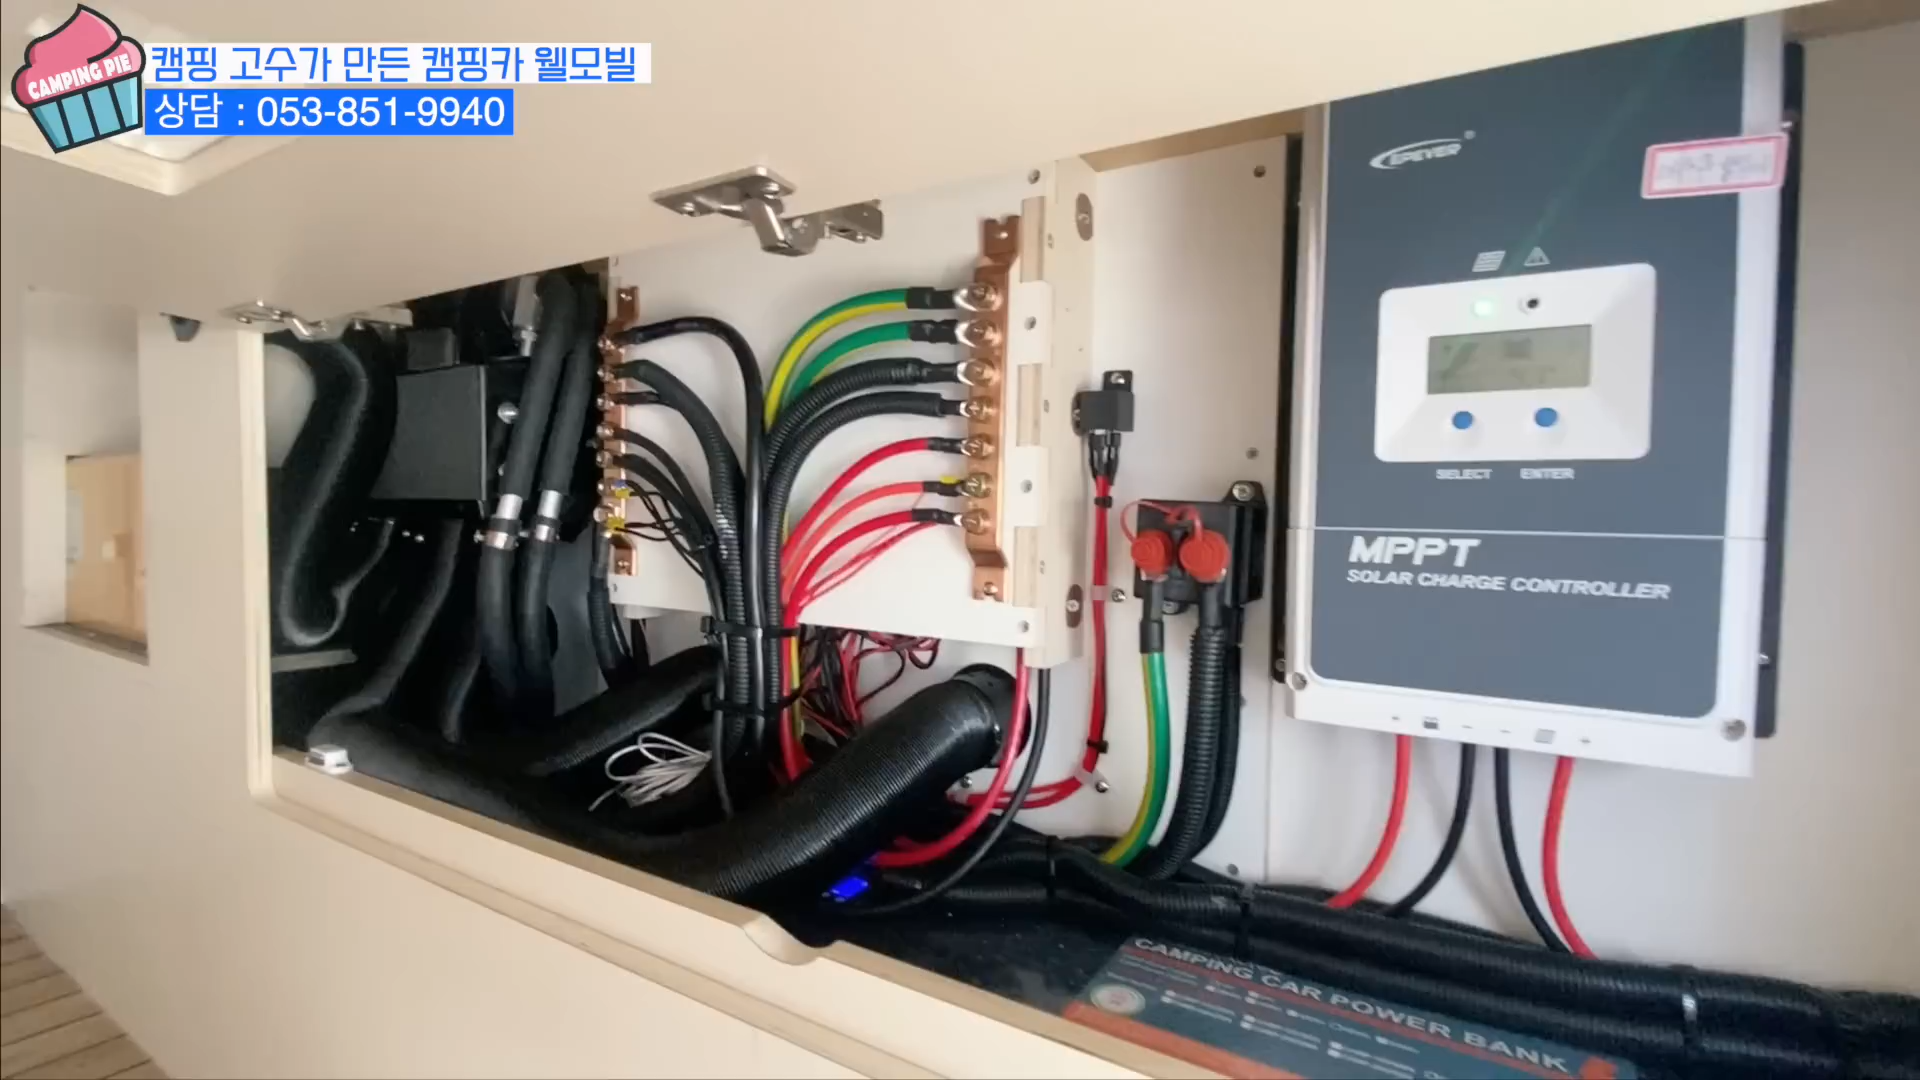 CAMPING PIE
캠핑 고수가 만든 캠핑카 웰모빌
상담 : 053-851-9940
EPEVER
SELECT ENTER
MPPT
SOLAR CHARGE CONTROLLER
CAMPING CAR POWER BANK